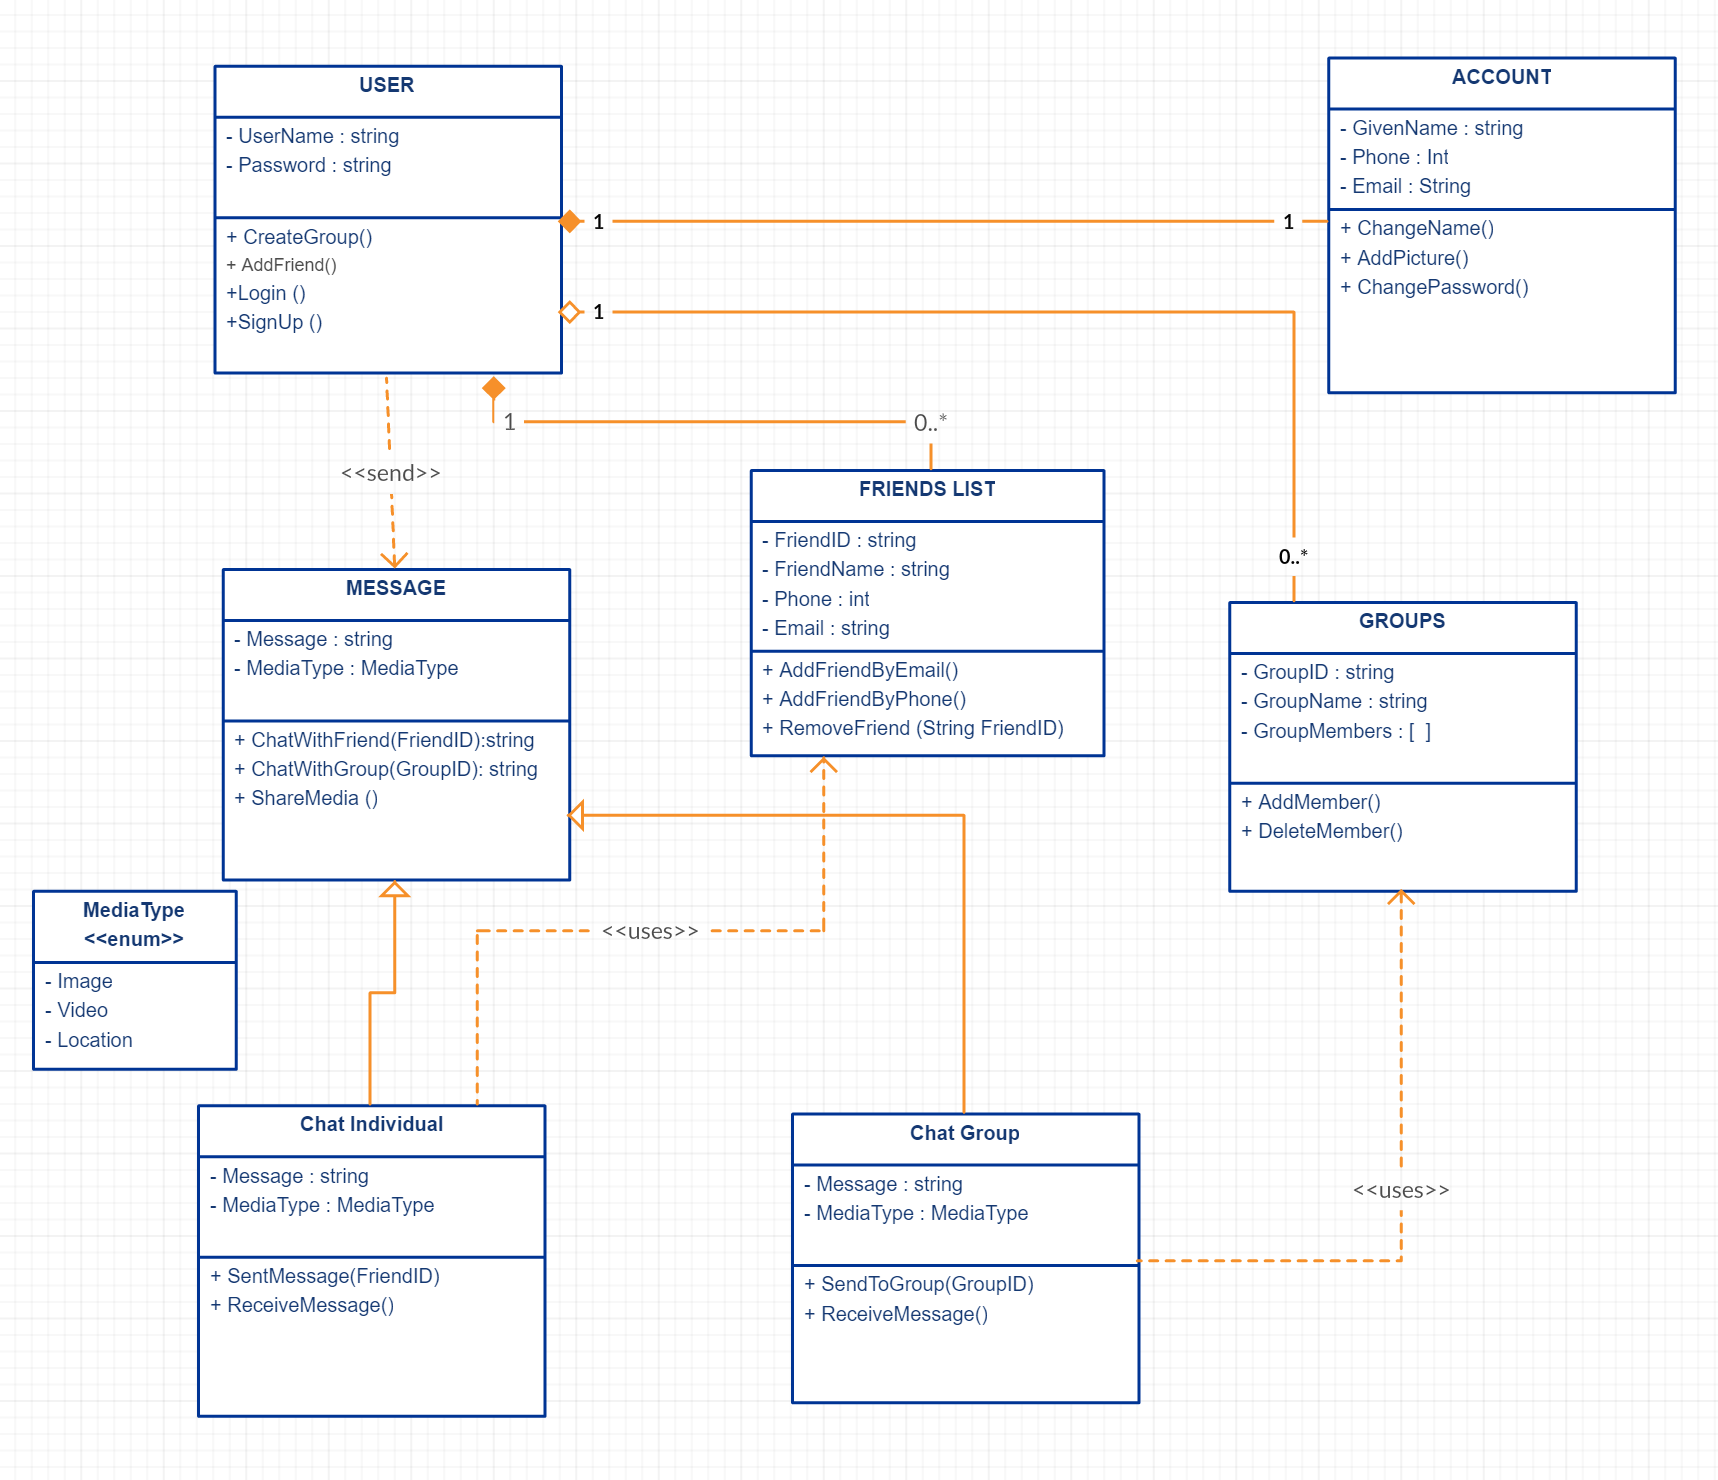 USER
- UserName : string
- Password : string
+ CreateGroup()
+ AddFriend()
+Login ()
+SignUp ()
ACCOUNT
- GivenName : string
- Phone : Int
- Email : String
+ ChangeName()
+ AddPicture()
+ ChangePassword()
1
1
1
1
0..*
<<send>>
FRIENDS LIST
- FriendID : string
- FriendName : string
- Phone : int
- Email : string
+ AddFriendByEmail()
+ AddFriendByPhone()
+ RemoveFriend (String FriendID)
0..*
MESSAGE
- Message : string
- MediaType : MediaType
+ ChatWithFriend(FriendID):string
+ ChatWithGroup(GroupID): string
+ ShareMedia ()
GROUPS
- GroupID : string
- GroupName : string
- GroupMembers : [  ]
+ AddMember()
+ DeleteMember()
MediaType
<<enum>>
- Image
- Video
- Location
<<uses>>
Chat Individual
- Message : string
- MediaType : MediaType
+ SentMessage(FriendID)
+ ReceiveMessage()
Chat Group
- Message : string
- MediaType : MediaType
+ SendToGroup(GroupID)
+ ReceiveMessage()
<<uses>>